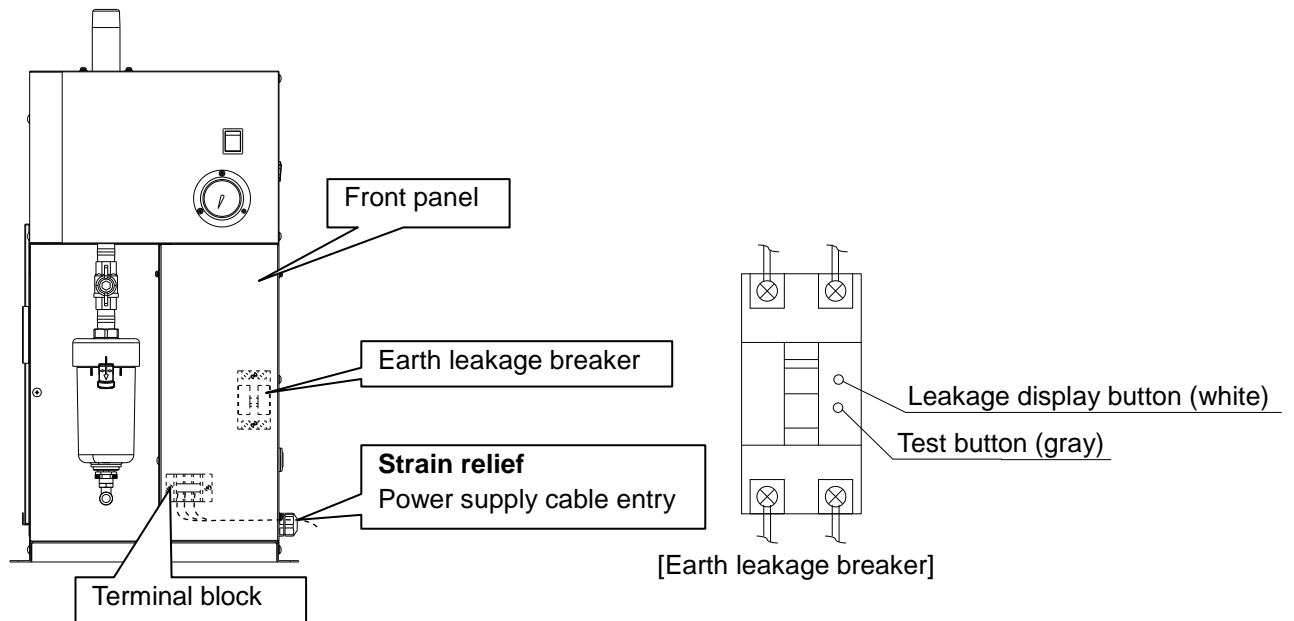 Front panel
Earth leakage breaker
Strain relief
Power supply cable entry
Terminal block
Leakage display button (white)
Test button (gray)
[Earth leakage breaker]